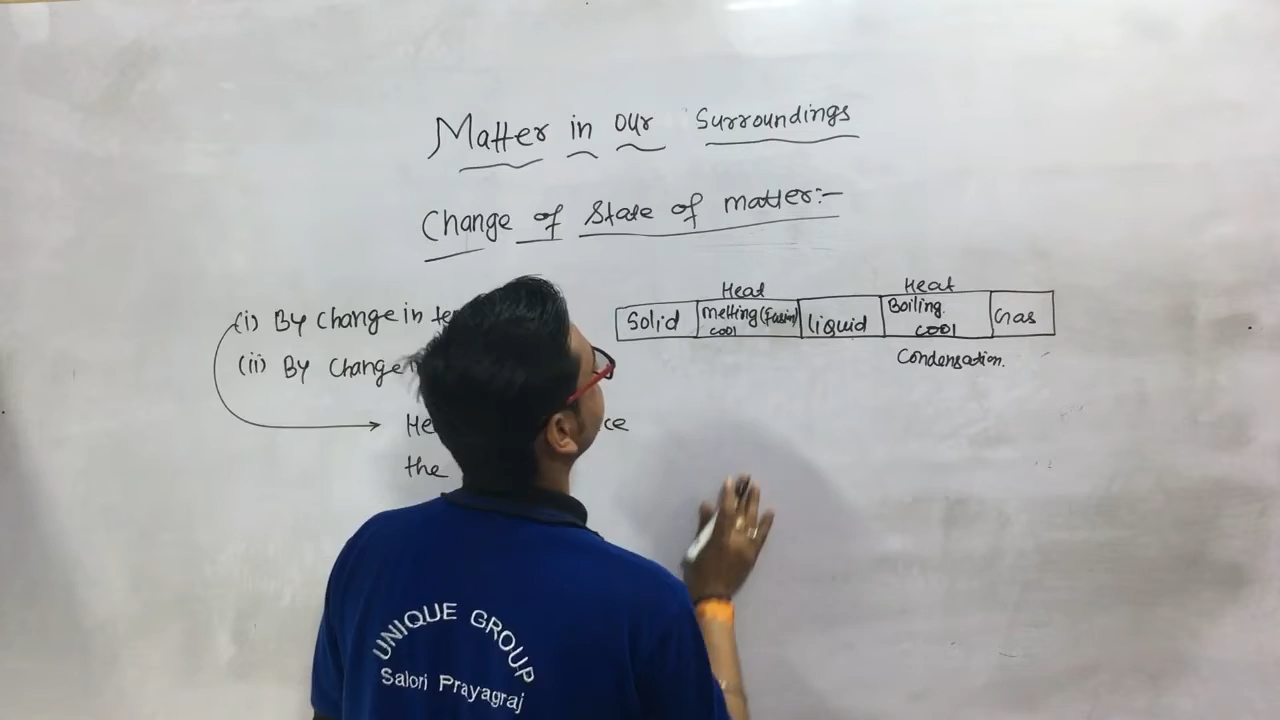 Matter in our Surroundings
Change of State of matter:-
(i) By Change in te
(ii) By Change
He ce
the
Heat Heat
Solid melting (Fusion) liquid Boiling Gas
cool cool
Condensation.
UNIQUE GROUP
Salori Prayagraj